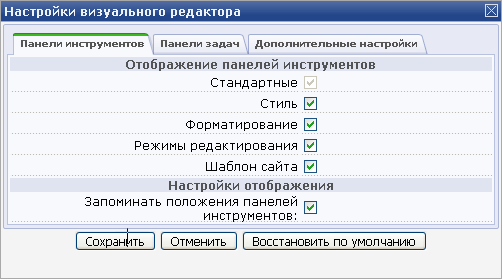 Настройки визуального редактора
Панели инструментов Панели задач Дополнительные настройки
Отображение панелей инструментов
Стандартные
Стиль
Форматирование
Режимы редактирования
Шаблон сайта
Настройки отображения
Запоминать положения панелей
инструментов:
Сохранить Отменить Восстановить по умолчанию